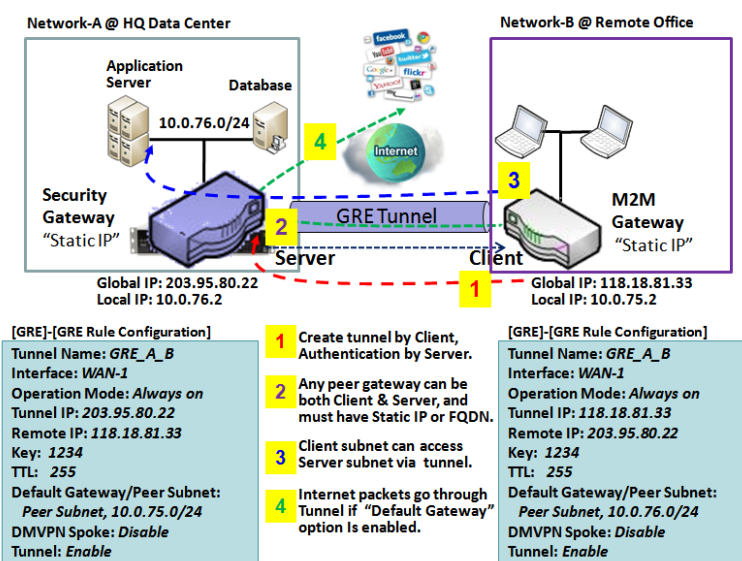 Network-A @ HQ Data Center
Network-B @ Remote Office
Application
Server
Database
10.0.76.0/24
facebook
YouTube
twitter
Google+
flickr
YAHOO!
4
Internet
3
Security
Gateway
"Static IP"
2
GRE Tunnel
M2M
Gateway
"Static IP"
Server
Client
1
Global IP: 203.95.80.22
Local IP: 10.0.76.2
Global IP: 118.18.81.33
Local IP: 10.0.75.2
[GRE]-[GRE Rule Configuration]
Tunnel Name: GRE_A_B
Interface: WAN-1
Operation Mode: Always on
Tunnel IP: 203.95.80.22
Remote IP: 118.18.81.33
Key: 1234
TTL: 255
Default Gateway/Peer Subnet:
Peer Subnet, 10.0.75.0/24
DMVPN Spoke: Disable
Tunnel: Enable
1 Create tunnel by Client,
Authentication by Server.
2 Any peer gateway can be
both Client & Server, and
must have Static IP or FQDN.
3 Client subnet can access
Server subnet via tunnel.
4 Internet packets go through
Tunnel if "Default Gateway"
option Is enabled.
[GRE]-[GRE Rule Configuration]
Tunnel Name: GRE_A_B
Interface: WAN-1
Operation Mode: Always on
Tunnel IP: 118.18.81.33
Remote IP: 203.95.80.22
Key: 1234
TTL: 255
Default Gateway/Peer Subnet:
Peer Subnet, 10.0.76.0/24
DMVPN Spoke: Disable
Tunnel: Enable